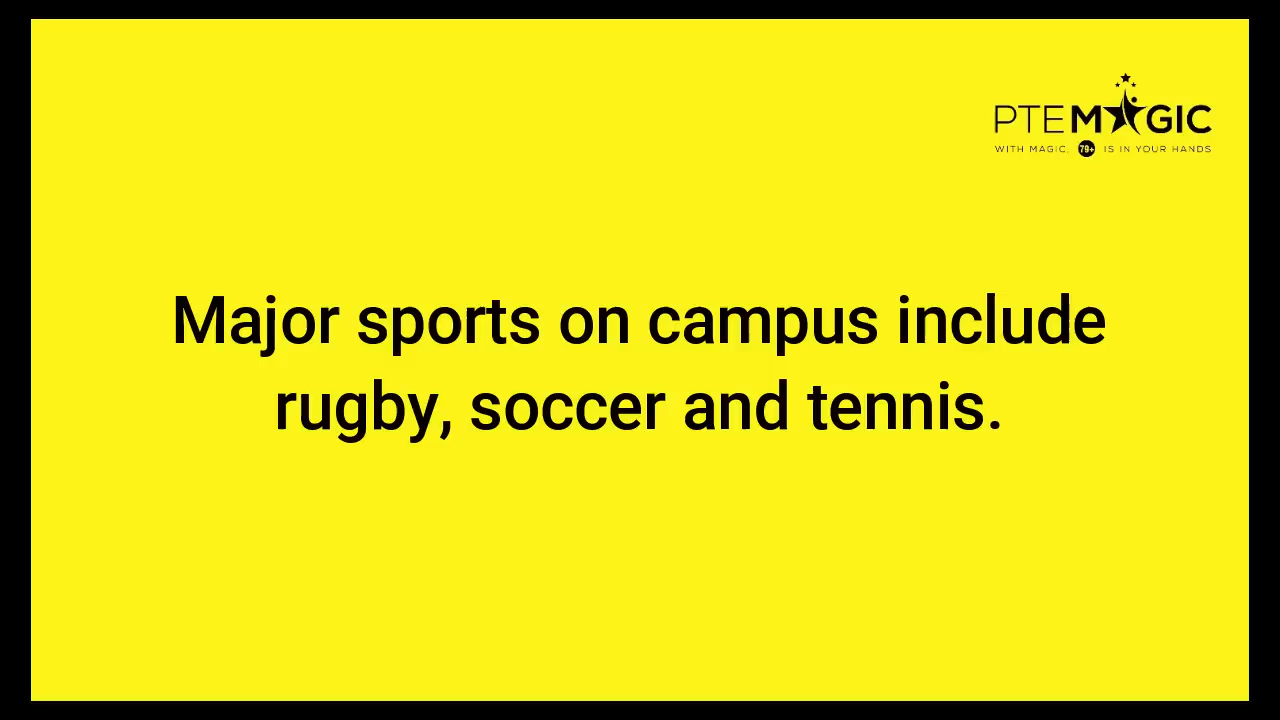 PTEMAGIC
WITH MAGIC, 79+ IS IN YOUR HANDS
Major sports on campus include
rugby, soccer and tennis.